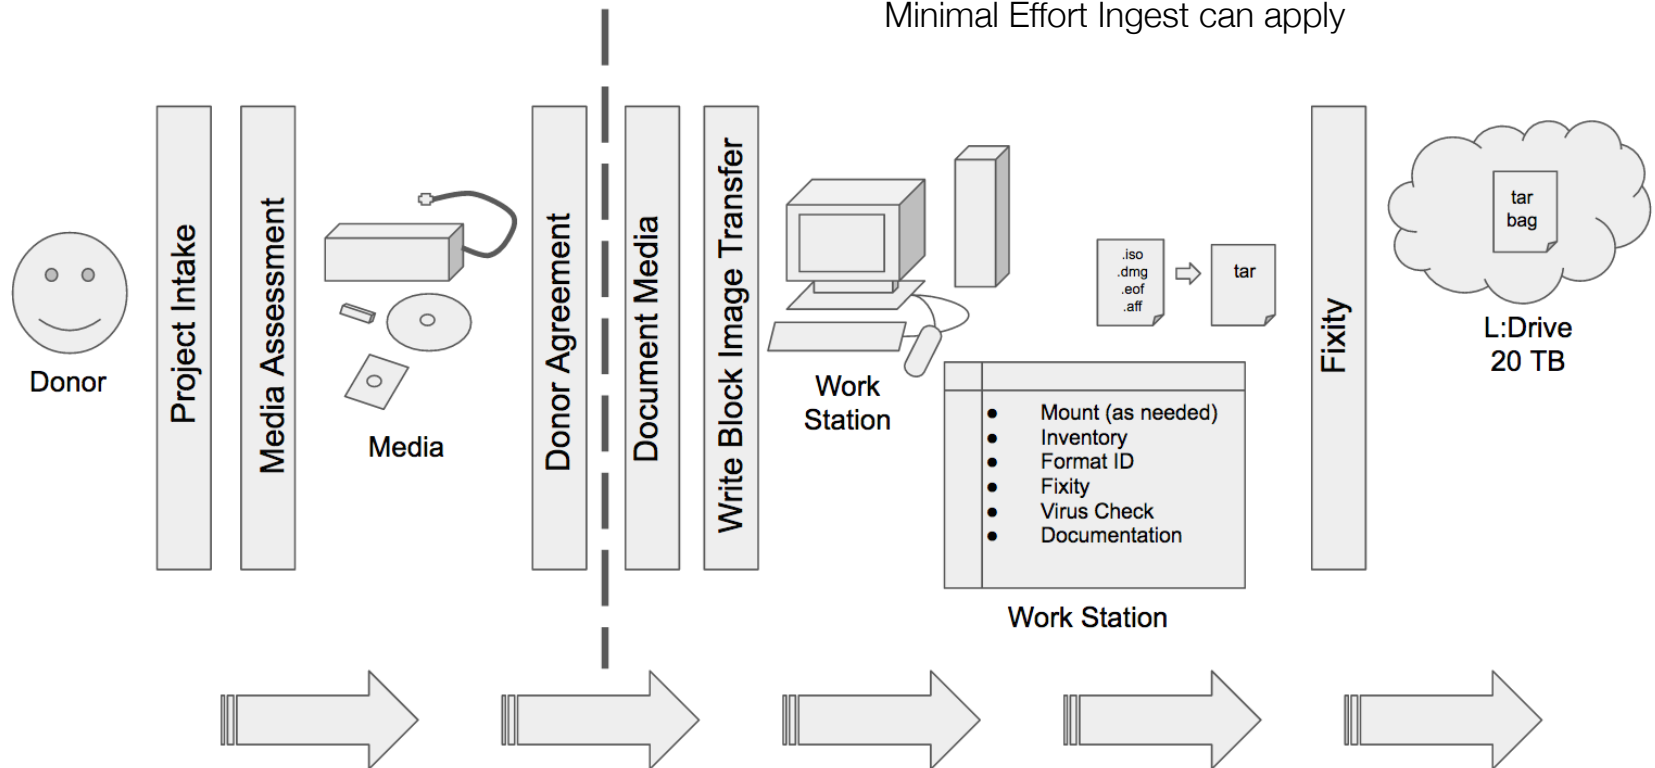 Minimal Effort Ingest can apply
Donor
Project Intake
Media Assessment
Media
Donor Agreement
Document Media
Write Block Image Transfer
Work
Station
.iso
.dmg
.eof
.aff
tar
Mount (as needed)
Inventory
Format ID
Fixity
Virus Check
Documentation
Work Station
Fixity
tar
bag
L:Drive
20 TB